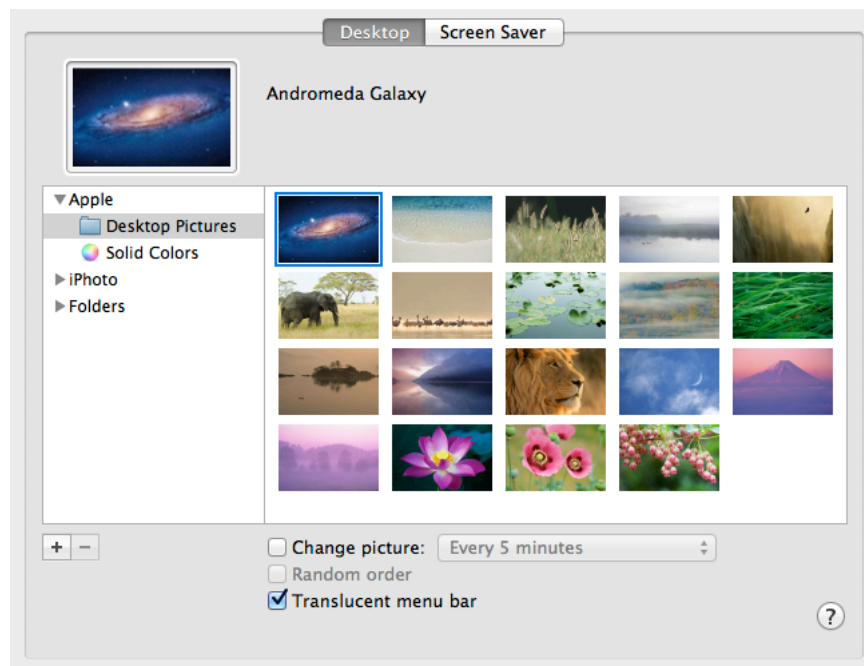 Desktop Screen Saver
Andromeda Galaxy
Apple
Desktop Pictures
Solid Colors
iPhoto
Folders
+ −
Change picture: Every 5 minutes
Random order
Translucent menu bar
?